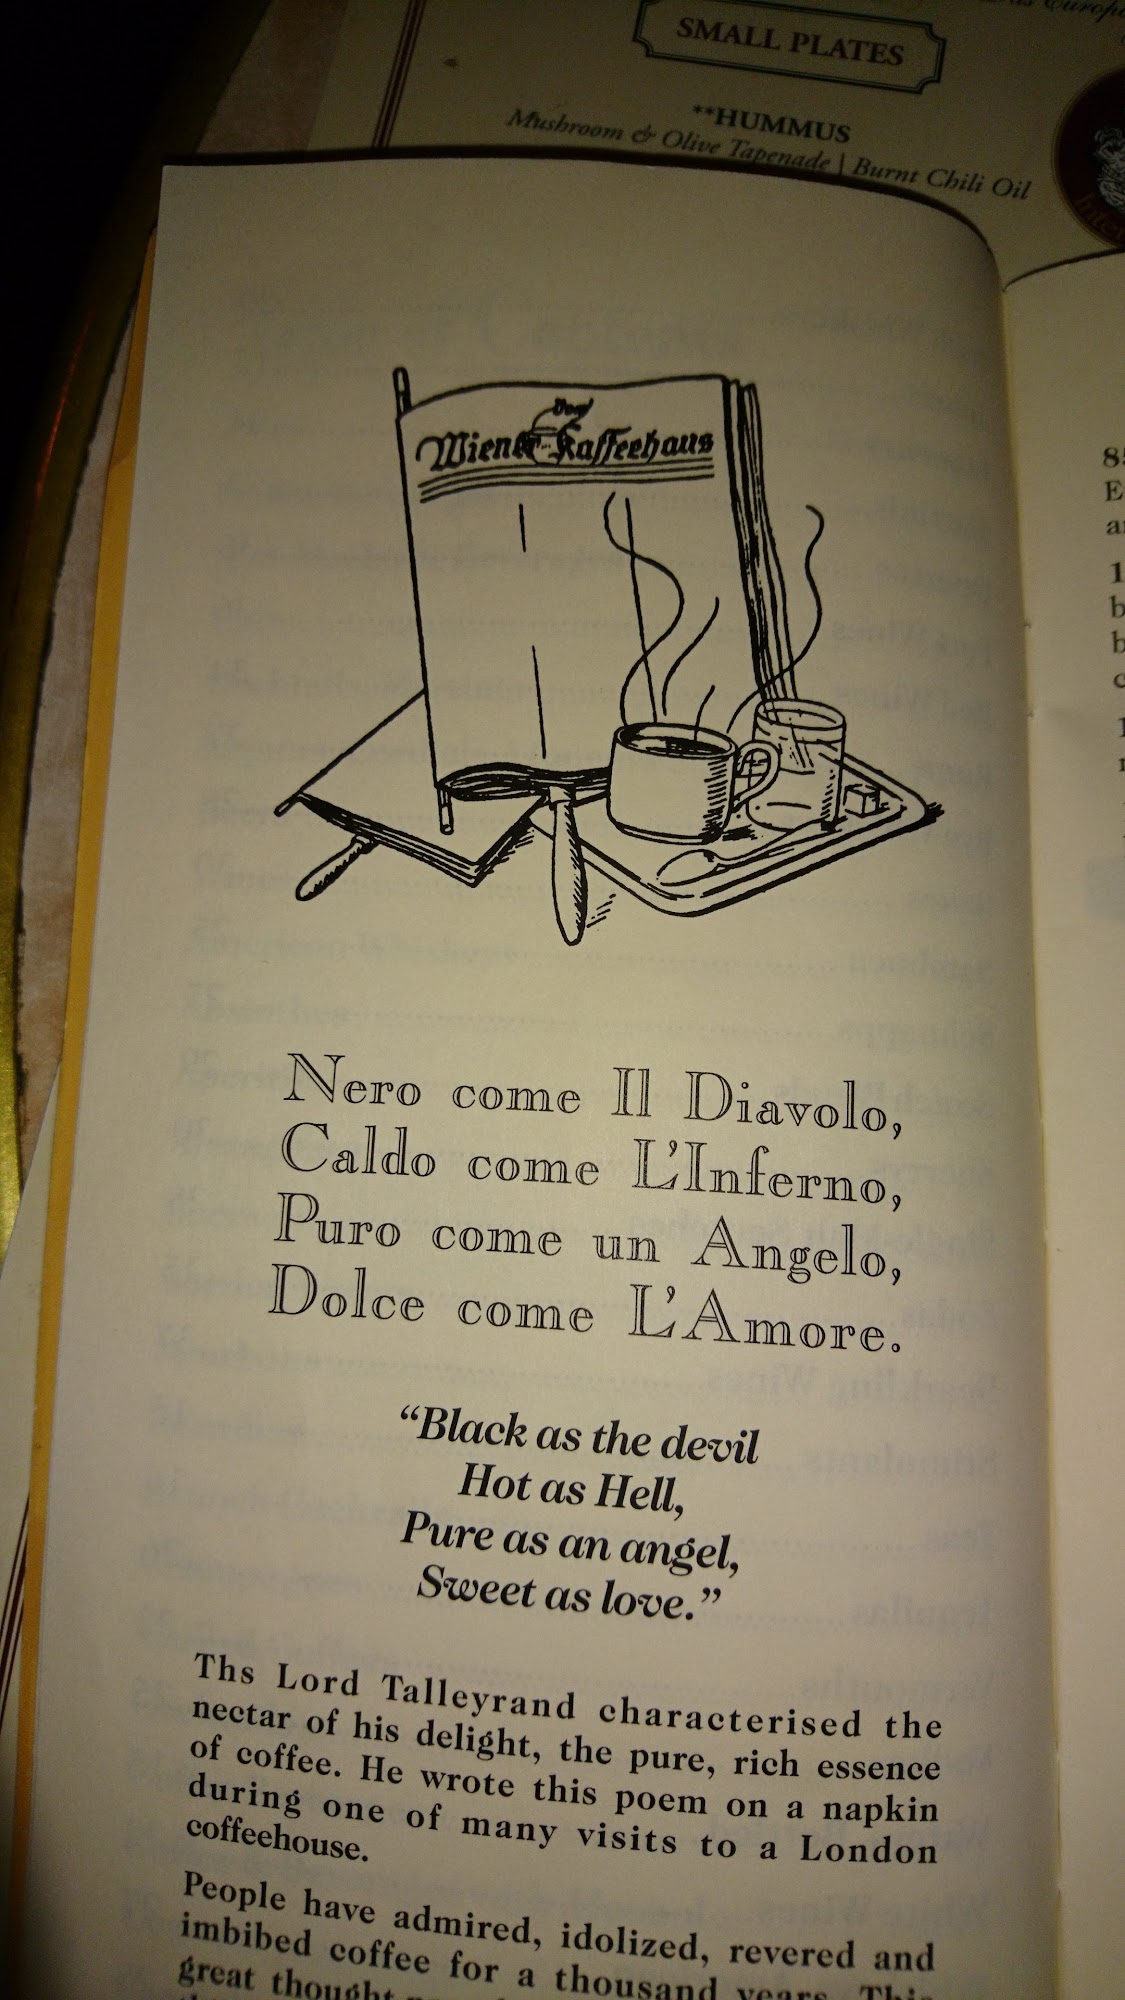 SMALL PLATES
**HUMMUS
Mushroom & Olive Tapenade | Burnt Chili Oil
Das
Wiener Kaffeehaus
Nero come Il Diavolo,
Caldo come L'Inferno,
Puro come un Angelo,
Dolce come L'Amore.
“Black as the devil
Hot as Hell,
Pure as an angel,
Sweet as love.”
Ths Lord Talleyrand characterised the
nectar of his delight, the pure, rich essence
of coffee. He wrote this poem on a napkin
during one of many visits to a London
coffeehouse.
People have admired, idolized, revered and
imbibed coffee for a thousand years. This
great thought